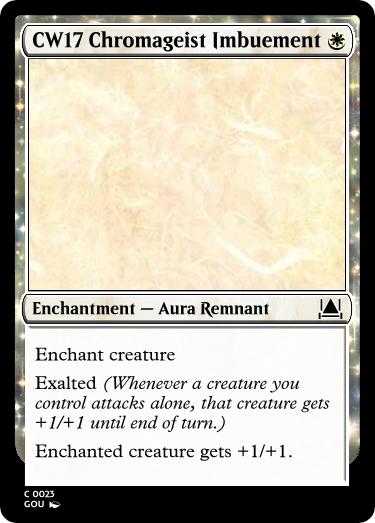 CW17 Chromageist Imbuement
Enchantment — Aura Remnant
Enchant creature
Exalted (Whenever a creature you
control attacks alone, that creature gets
+1/+1 until end of turn.)
Enchanted creature gets +1/+1.
C 0023
GOU